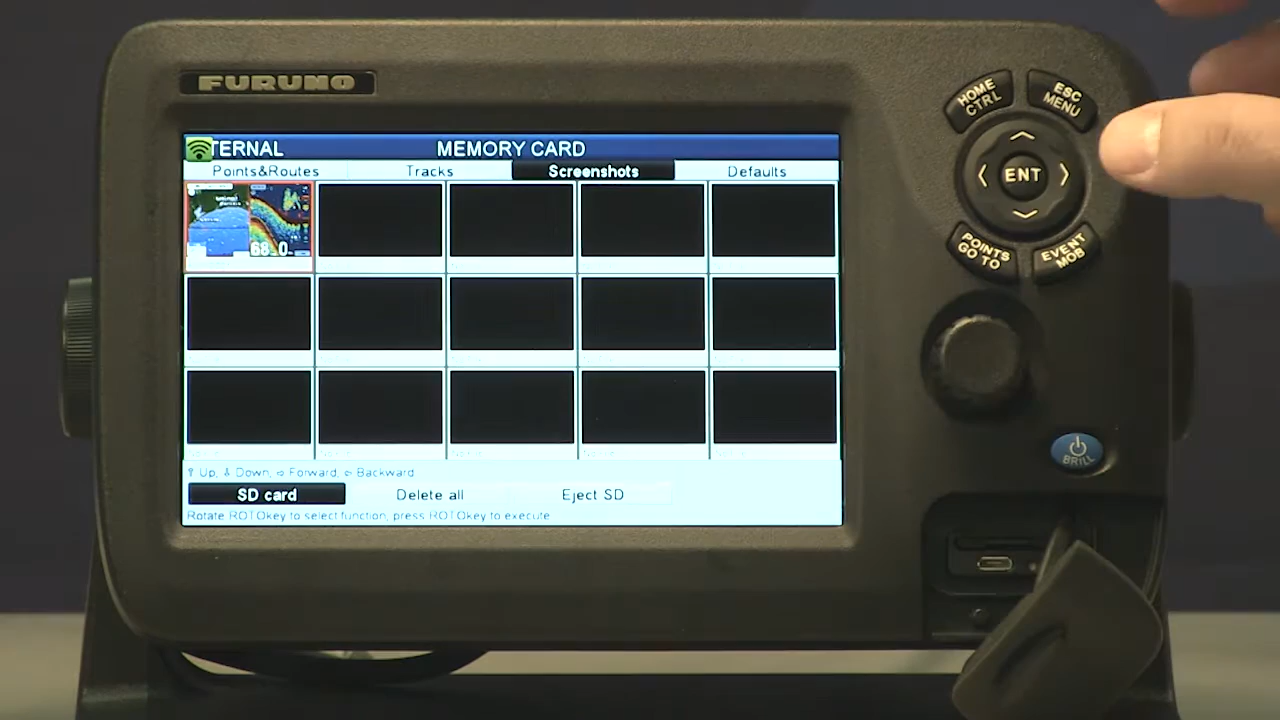 FURUNO
HOME
CTRL
ESC
MENU
TERNAL MEMORY CARD
Points&Routes Tracks Screenshots Defaults
ENT
68.0
POINTS
GO TO
EVENT
MOB
Up, Down, Forward, Backward
SD card Delete all Eject SD
Rotate ROTOkey to select function, press ROTOkey to execute
BRILL